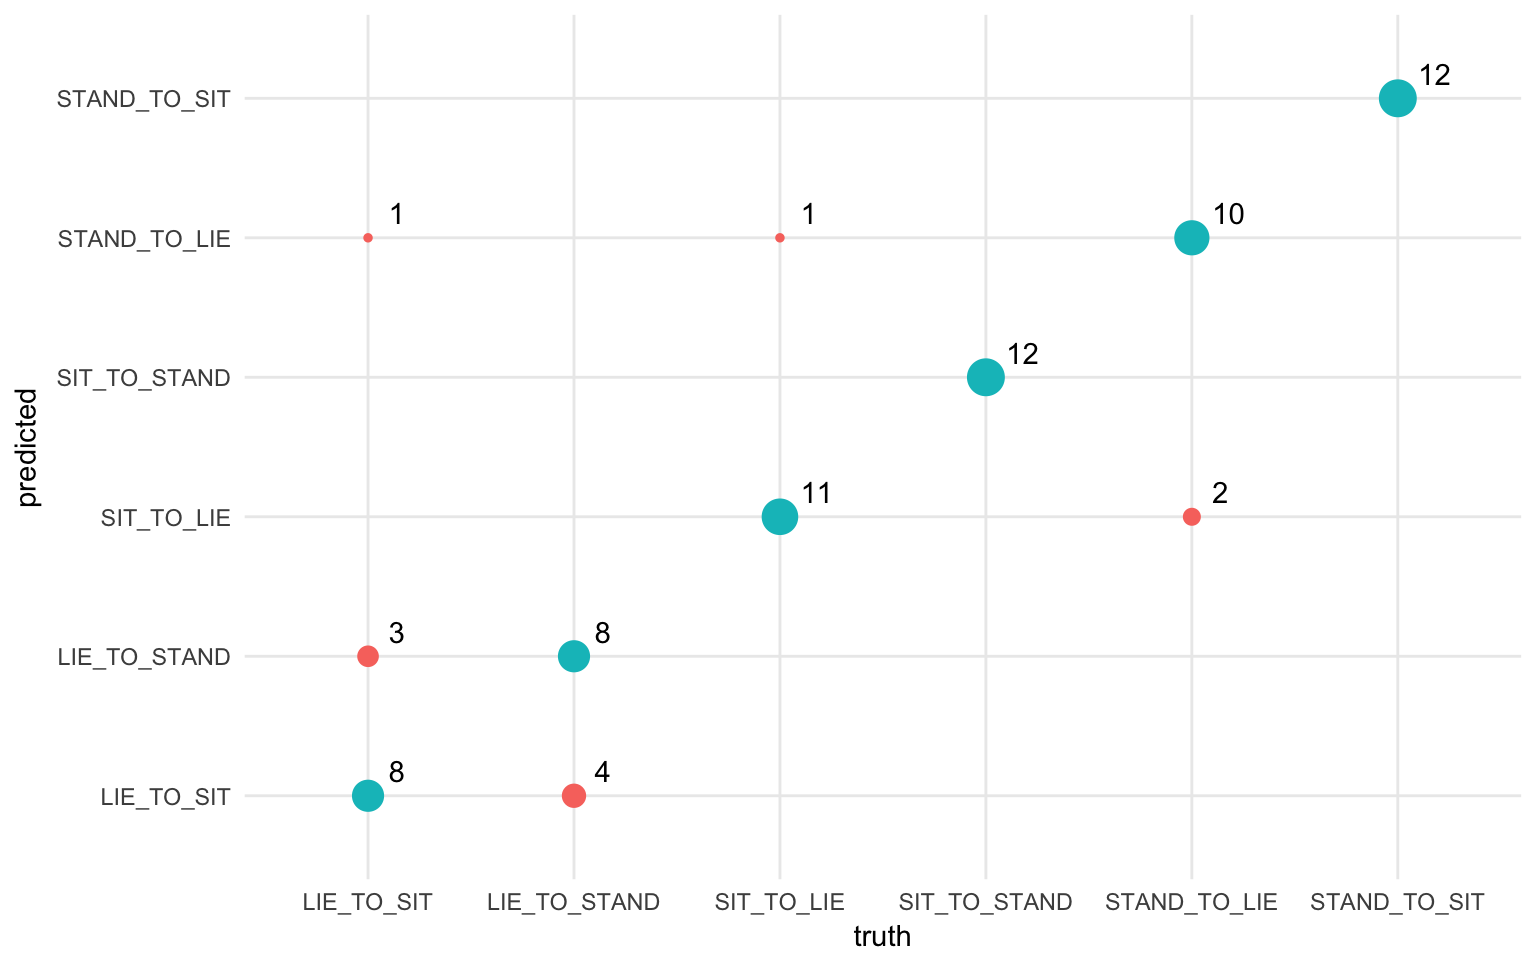 STAND_TO_SIT
12
STAND_TO_LIE
1
1
10
SIT_TO_STAND
12
SIT_TO_LIE
11
2
LIE_TO_STAND
3
8
LIE_TO_SIT
8
4
predicted
LIE_TO_SIT LIE_TO_STAND SIT_TO_LIE SIT_TO_STAND STAND_TO_LIE STAND_TO_SIT
truth